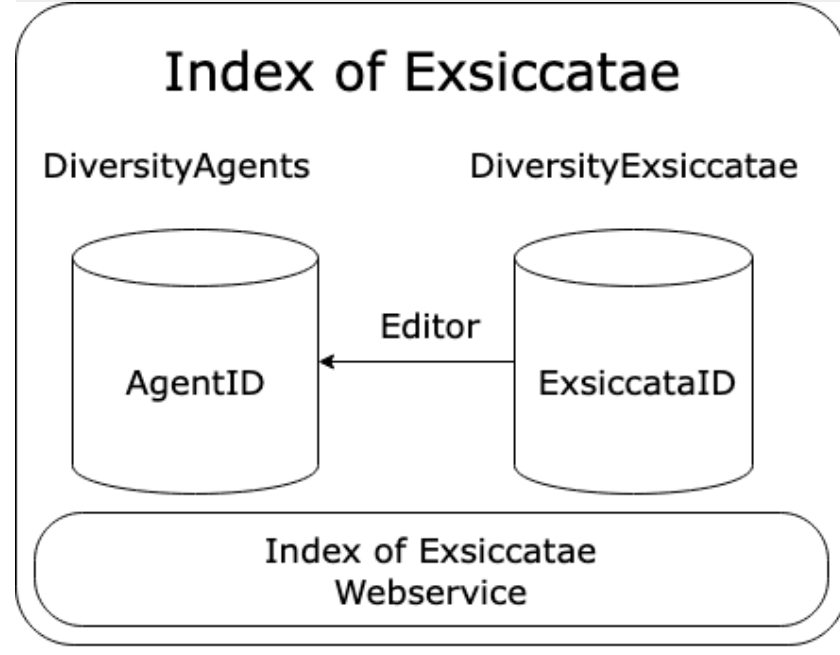 Index of Exsiccatae
DiversityAgents
DiversityExsiccatae
Editor
AgentID
ExsiccataID
Index of Exsiccatae
Webservice